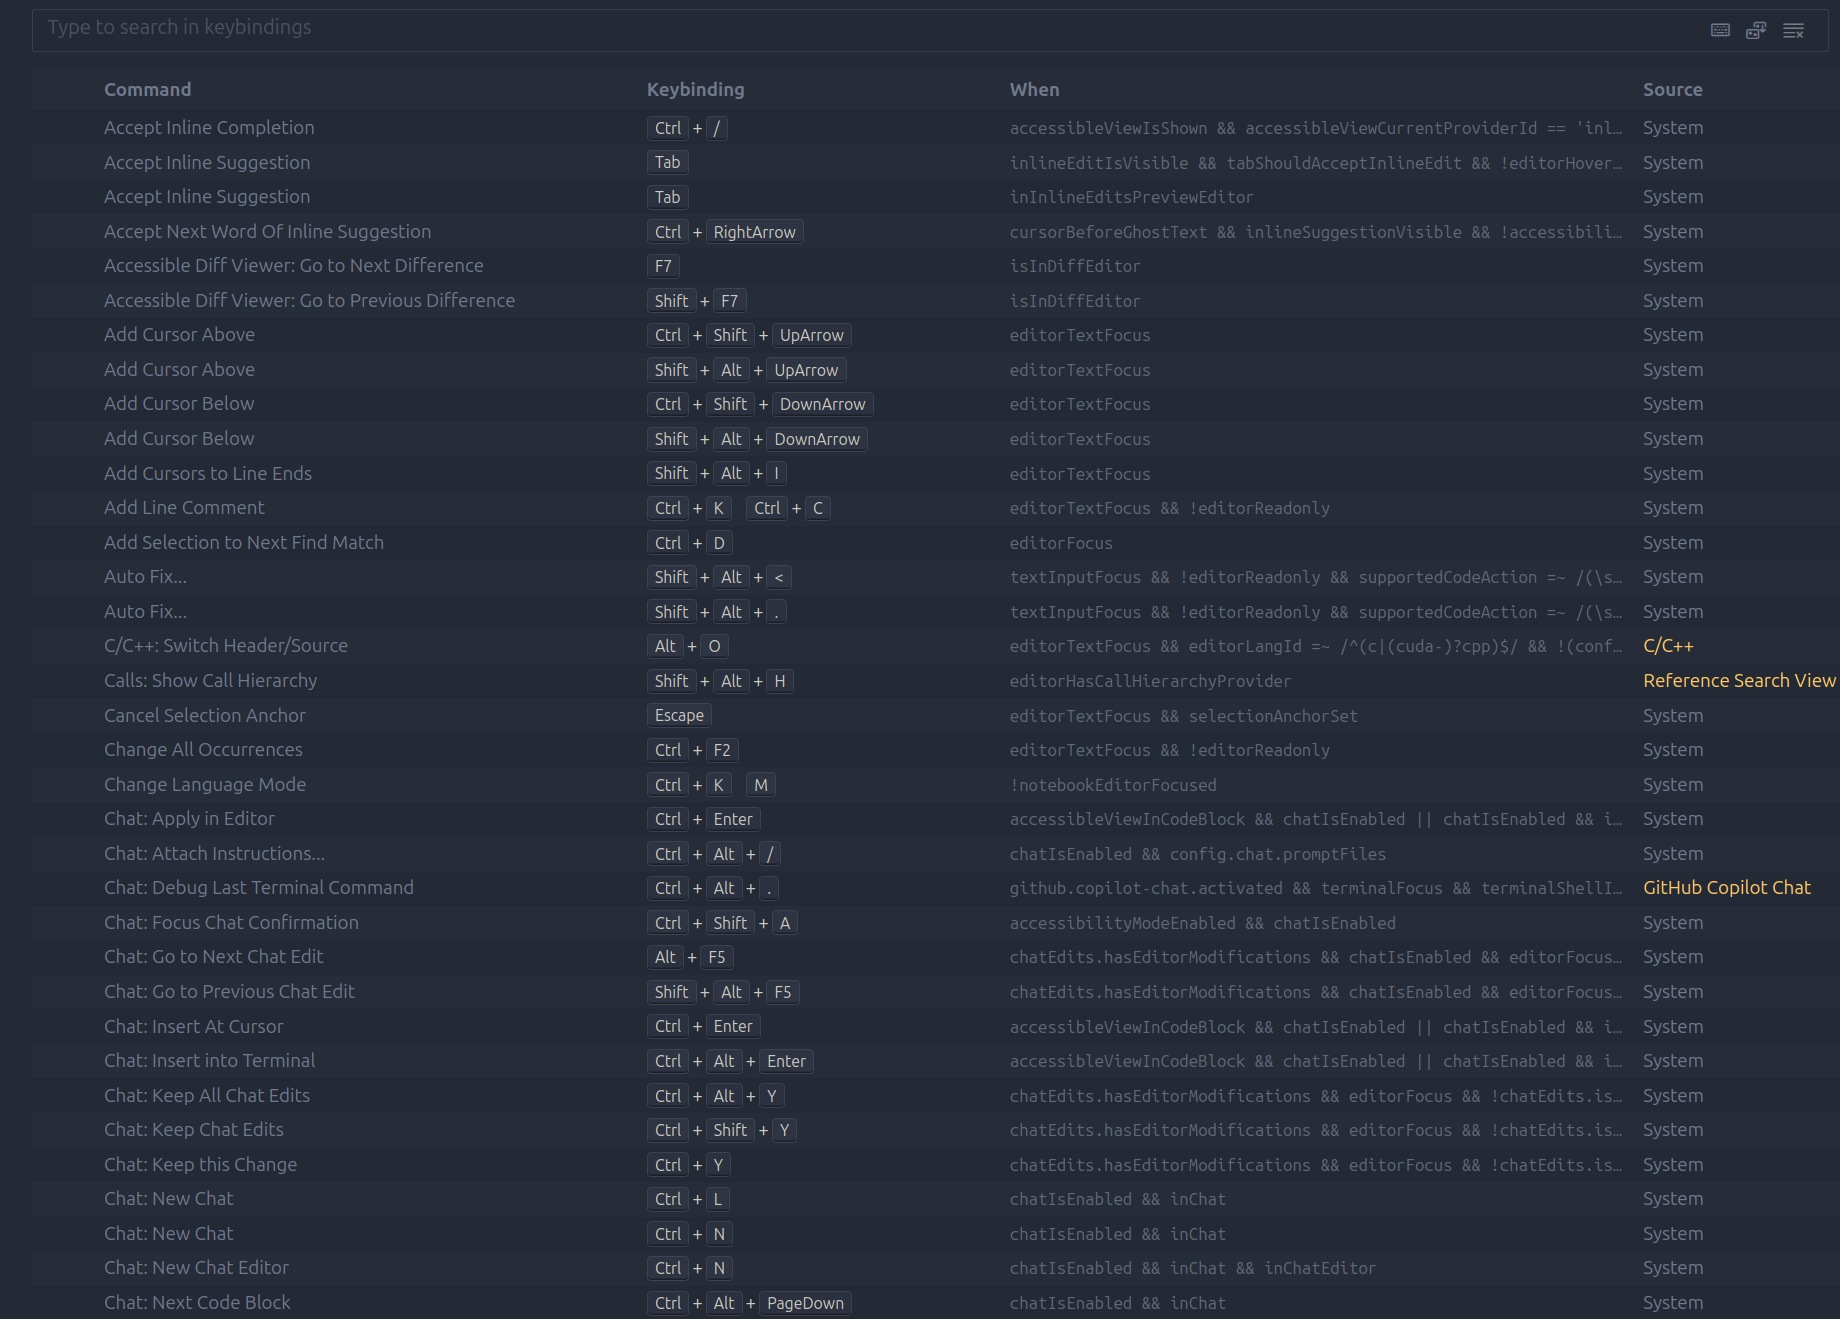 Type to search in keybindings
Command Keybinding When Source
Accept Inline Completion Ctrl + / accessibleViewIsShown && accessibleViewCurrentProviderId == 'inl… System
Accept Inline Suggestion Tab inlineEditIsVisible && tabShouldAcceptInlineEdit && !editorHover… System
Accept Inline Suggestion Tab inInlineEditsPreviewEditor System
Accept Next Word Of Inline Suggestion Ctrl + RightArrow cursorBeforeGhostText && inlineSuggestionVisible && !accessibili… System
Accessible Diff Viewer: Go to Next Difference F7 isInDiffEditor System
Accessible Diff Viewer: Go to Previous Difference Shift + F7 isInDiffEditor System
Add Cursor Above Ctrl + Shift + UpArrow editorTextFocus System
Add Cursor Above Shift + Alt + UpArrow editorTextFocus System
Add Cursor Below Ctrl + Shift + DownArrow editorTextFocus System
Add Cursor Below Shift + Alt + DownArrow editorTextFocus System
Add Cursors to Line Ends Shift + Alt + I editorTextFocus System
Add Line Comment Ctrl + K Ctrl + C editorTextFocus && !editorReadonly System
Add Selection to Next Find Match Ctrl + D editorFocus System
Auto Fix... Shift + Alt + < textInputFocus && !editorReadonly && supportedCodeAction =~ /(\s… System
Auto Fix... Shift + Alt + . textInputFocus && !editorReadonly && supportedCodeAction =~ /(\s… System
C/C++: Switch Header/Source Alt + O editorTextFocus && editorLangId =~ /^(c|(cuda-)?cpp)$/ && !(conf… C/C++
Calls: Show Call Hierarchy Shift + Alt + H editorHasCallHierarchyProvider Reference Search View
Cancel Selection Anchor Escape editorTextFocus && selectionAnchorSet System
Change All Occurrences Ctrl + F2 editorTextFocus && !editorReadonly System
Change Language Mode Ctrl + K M !notebookEditorFocused System
Chat: Apply in Editor Ctrl + Enter accessibleViewInCodeBlock && chatIsEnabled || chatIsEnabled && i… System
Chat: Attach Instructions... Ctrl + Alt + / chatIsEnabled && config.chat.promptFiles System
Chat: Debug Last Terminal Command Ctrl + Alt + . github.copilot-chat.activated && terminalFocus && terminalShellI… GitHub Copilot Chat
Chat: Focus Chat Confirmation Ctrl + Shift + A accessibilityModeEnabled && chatIsEnabled System
Chat: Go to Next Chat Edit Alt + F5 chatEdits.hasEditorModifications && chatIsEnabled && editorFocus… System
Chat: Go to Previous Chat Edit Shift + Alt + F5 chatEdits.hasEditorModifications && chatIsEnabled && editorFocus… System
Chat: Insert At Cursor Ctrl + Enter accessibleViewInCodeBlock && chatIsEnabled || chatIsEnabled && i… System
Chat: Insert into Terminal Ctrl + Alt + Enter accessibleViewInCodeBlock && chatIsEnabled || chatIsEnabled && i… System
Chat: Keep All Chat Edits Ctrl + Alt + Y chatEdits.hasEditorModifications && editorFocus && !chatEdits.is… System
Chat: Keep Chat Edits Ctrl + Shift + Y chatEdits.hasEditorModifications && editorFocus && !chatEdits.is… System
Chat: Keep this Change Ctrl + Y chatEdits.hasEditorModifications && editorFocus && !chatEdits.is… System
Chat: New Chat Ctrl + L chatIsEnabled && inChat System
Chat: New Chat Ctrl + N chatIsEnabled && inChat System
Chat: New Chat Editor Ctrl + N chatIsEnabled && inChat && inChatEditor System
Chat: Next Code Block Ctrl + Alt + PageDown chatIsEnabled && inChat System